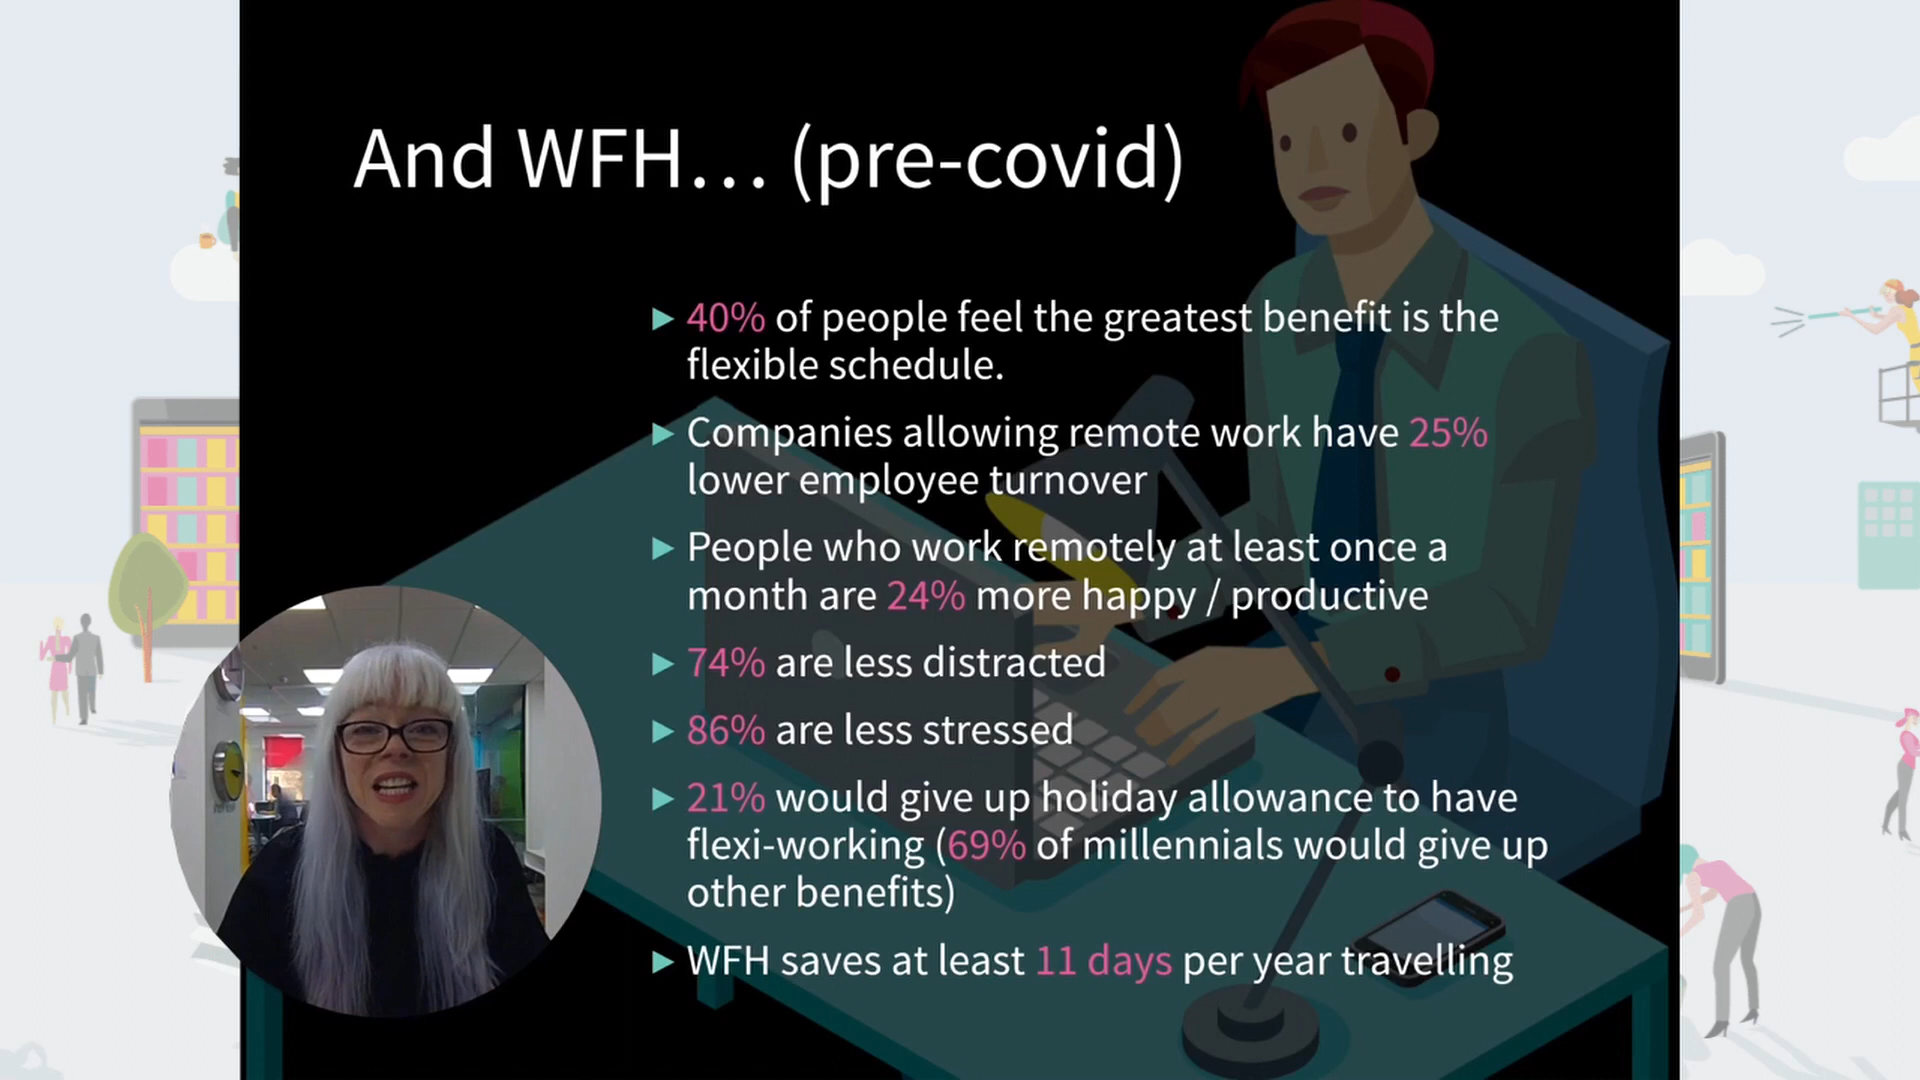 And WFH... (pre-covid)
40% of people feel the greatest benefit is the
flexible schedule.
Companies allowing remote work have 25%
lower employee turnover
People who work remotely at least once a
month are 24% more happy / productive
74% are less distracted
86% are less stressed
21% would give up holiday allowance to have
flexi-working (69% of millennials would give up
other benefits)
WFH saves at least 11 days per year travelling